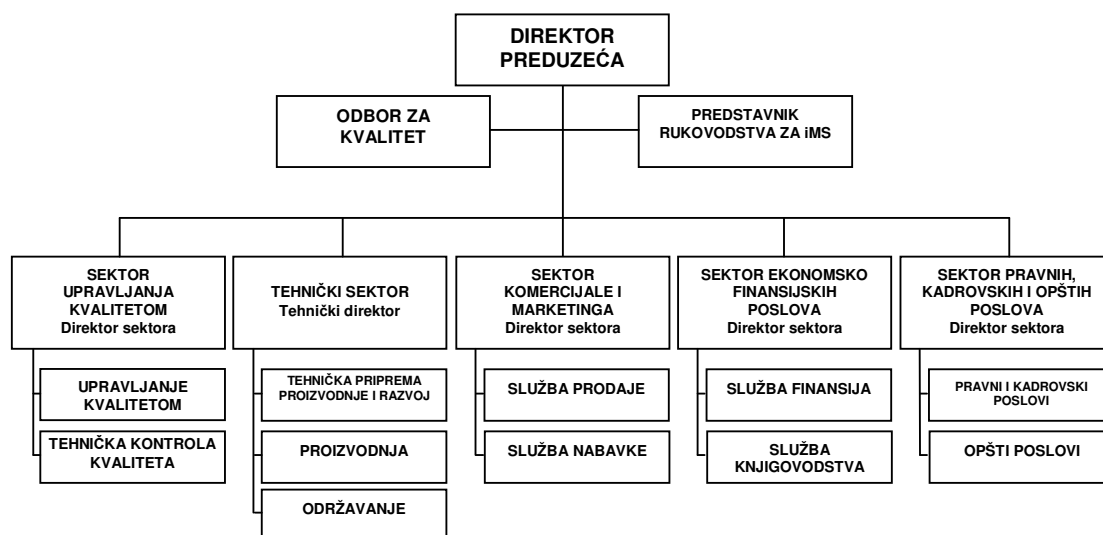 DIREKTOR
PREDUZEĆA
ODBOR ZA
KVALITET
PREDSTAVNIK
RUKOVODSTVA ZA iMS
SEKTOR
UPRAVLJANJA
KVALITETOM
Direktor sektora
TEHNIČKI SEKTOR
Tehnički direktor
SEKTOR
KOMERCIJALE I
MARKETINGA
Direktor sektora
SEKTOR EKONOMSKO
FINANSIJSKIH
POSLOVA
Direktor sektora
SEKTOR PRAVNIH,
KADROVSKIH I OPŠTIH
POSLOVA
Direktor sektora
UPRAVLJANJE
KVALITETOM
TEHNIČKA KONTROLA
KVALITETA
TEHNIČKA PRIPREMA
PROIZVODNJE I RAZVOJ
PROIZVODNJA
ODRŽAVANJE
SLUŽBA PRODAJE
SLUŽBA NABAVKE
SLUŽBA FINANSIJA
SLUŽBA
KNJIGOVODSTVA
PRAVNI I KADROVSKI
POSLOVI
OPŠTI POSLOVI